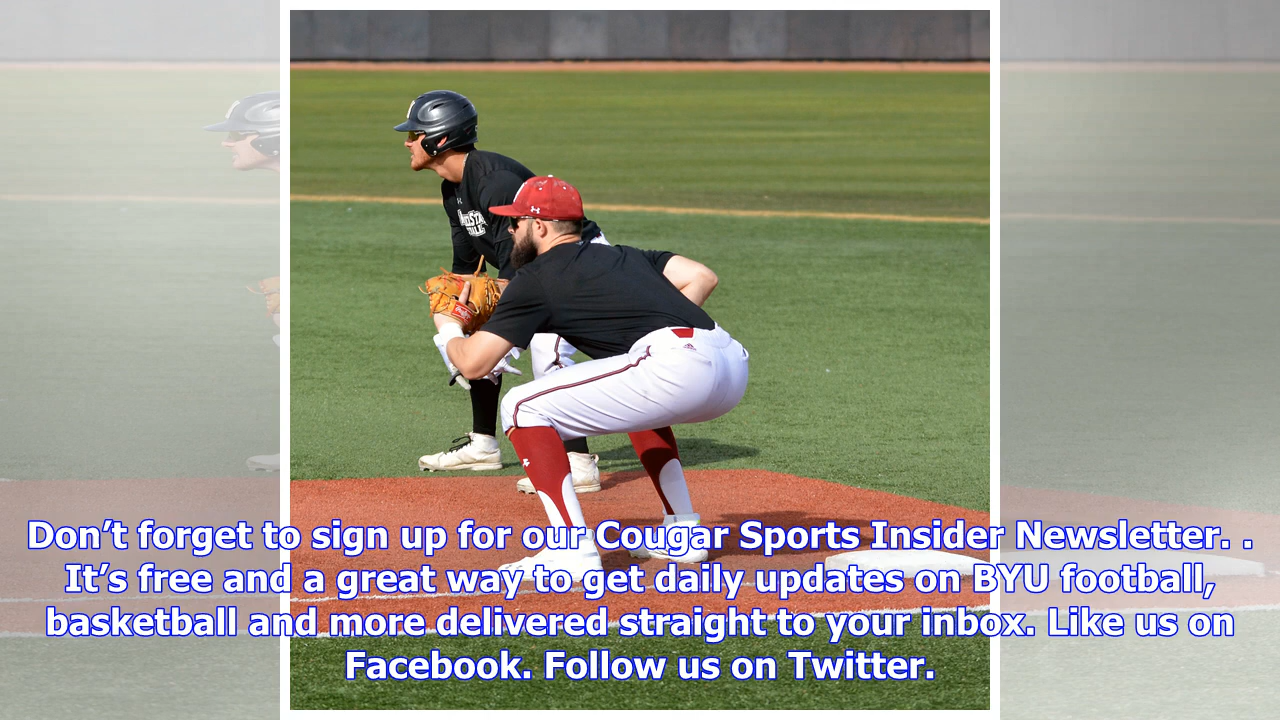 Don’t forget to sign up for our Cougar Sports Insider Newsletter. .
It’s free and a great way to get daily updates on BYU football,
basketball and more delivered straight to your inbox. Like us on
Facebook. Follow us on Twitter.